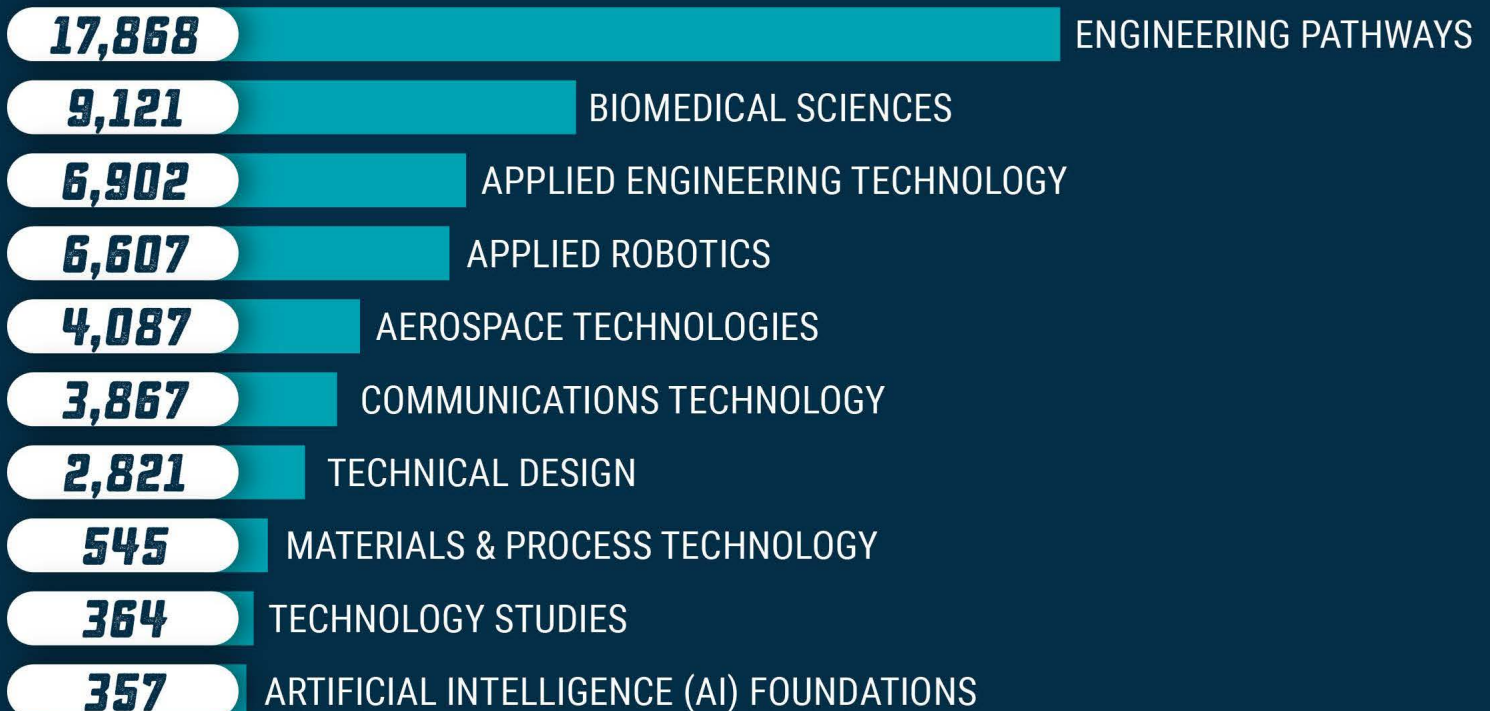 17,868 ENGINEERING PATHWAYS
9,121 BIOMEDICAL SCIENCES
6,902 APPLIED ENGINEERING TECHNOLOGY
6,607 APPLIED ROBOTICS
4,087 AEROSPACE TECHNOLOGIES
3,867 COMMUNICATIONS TECHNOLOGY
2,821 TECHNICAL DESIGN
545 MATERIALS & PROCESS TECHNOLOGY
364 TECHNOLOGY STUDIES
357 ARTIFICIAL INTELLIGENCE (AI) FOUNDATIONS